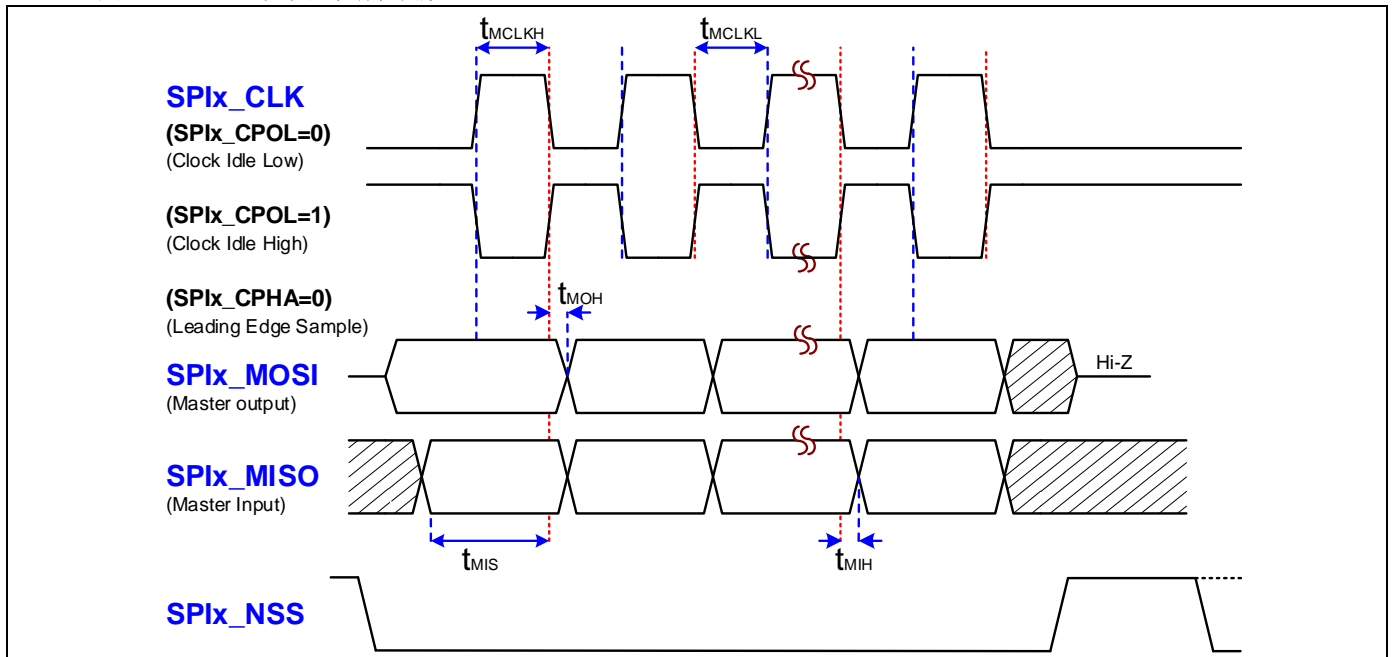 tMCLKH
tMCLKL
SPIx_CLK
(SPIx_CPOL=0)
(Clock Idle Low)
(SPIx_CPOL=1)
(Clock Idle High)
(SPIx_CPHA=0)
(Leading Edge Sample)
tMOH
SPIx_MOSI
(Master output)
Hi-Z
SPIx_MISO
(Master Input)
tMIS
tMIH
SPIx_NSS